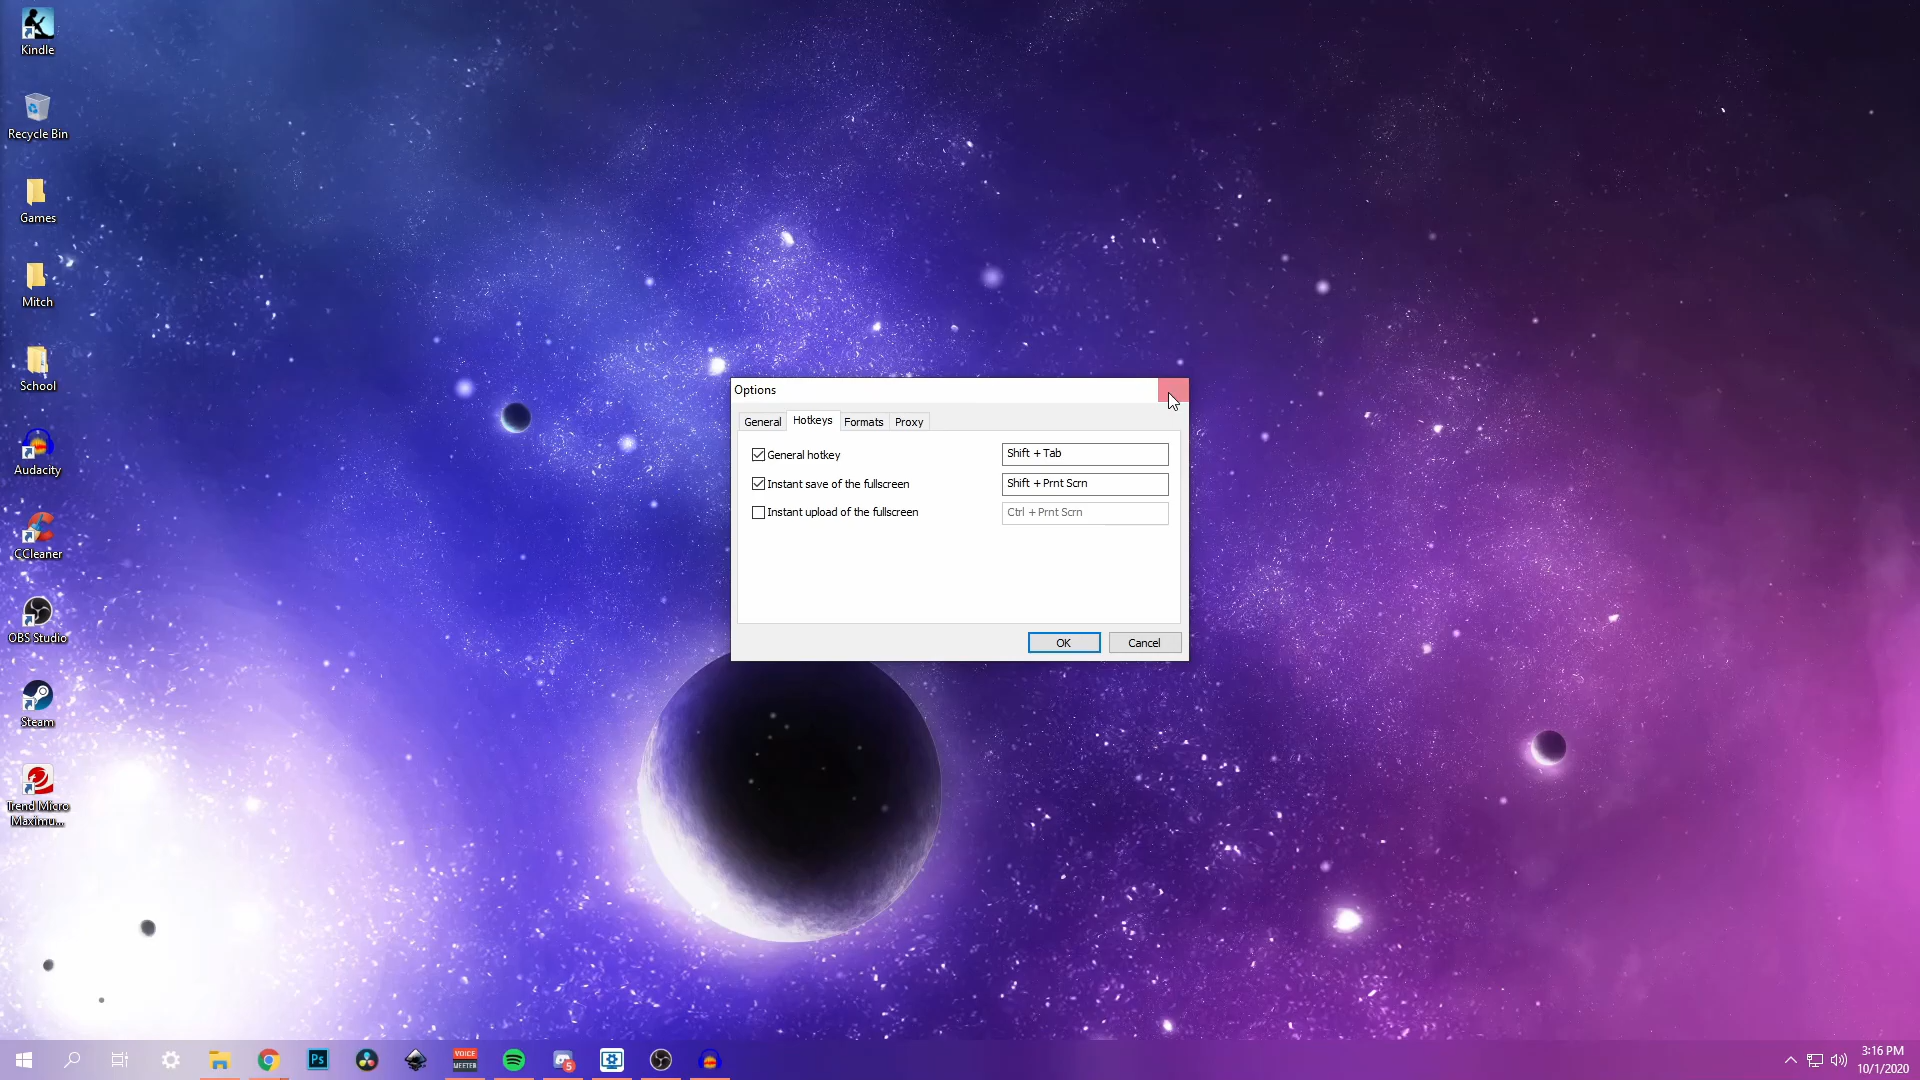 Kindle
Recycle Bin
Games
Mitch
School
Audacity
CCleaner
OBS Studio
Steam
Trend Micro
Maximu...
Options
General Hotkeys Formats Proxy
General hotkey Shift + Tab
Instant save of the fullscreen Shift + Prnt Scrn
Instant upload of the fullscreen Ctrl + Prnt Scrn
OK Cancel
Ps
VOICE
MEETER
5
3:16 PM
10/1/2020